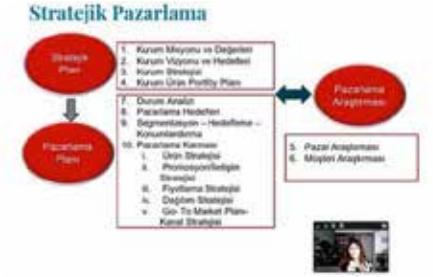 Stratejik Pazarlama
Stratejik
Plan
1. Kurum Misyonu ve Değerleri
2. Kurum Vizyonu ve Hedefleri
3. Kurum Stratejisi
4. Kurum Ürün Portföy Planı
Pazarlama
Araştırması
7. Durum Analizi
8. Pazarlama Hedefleri
9. Segmentasyon – Hedefleme –
Konumlandırma
10. Pazarlama Karması
i. Ürün Stratejisi
ii. Promosyon/İletişim
Stratejisi
iii. Fiyatlama Stratejisi
iv. Dağıtım Stratejisi
v. Go-To Market Planı-
Kanal Stratejisi
Pazarlama
Planı
5. Pazar Araştırması
6. Müşteri Araştırması